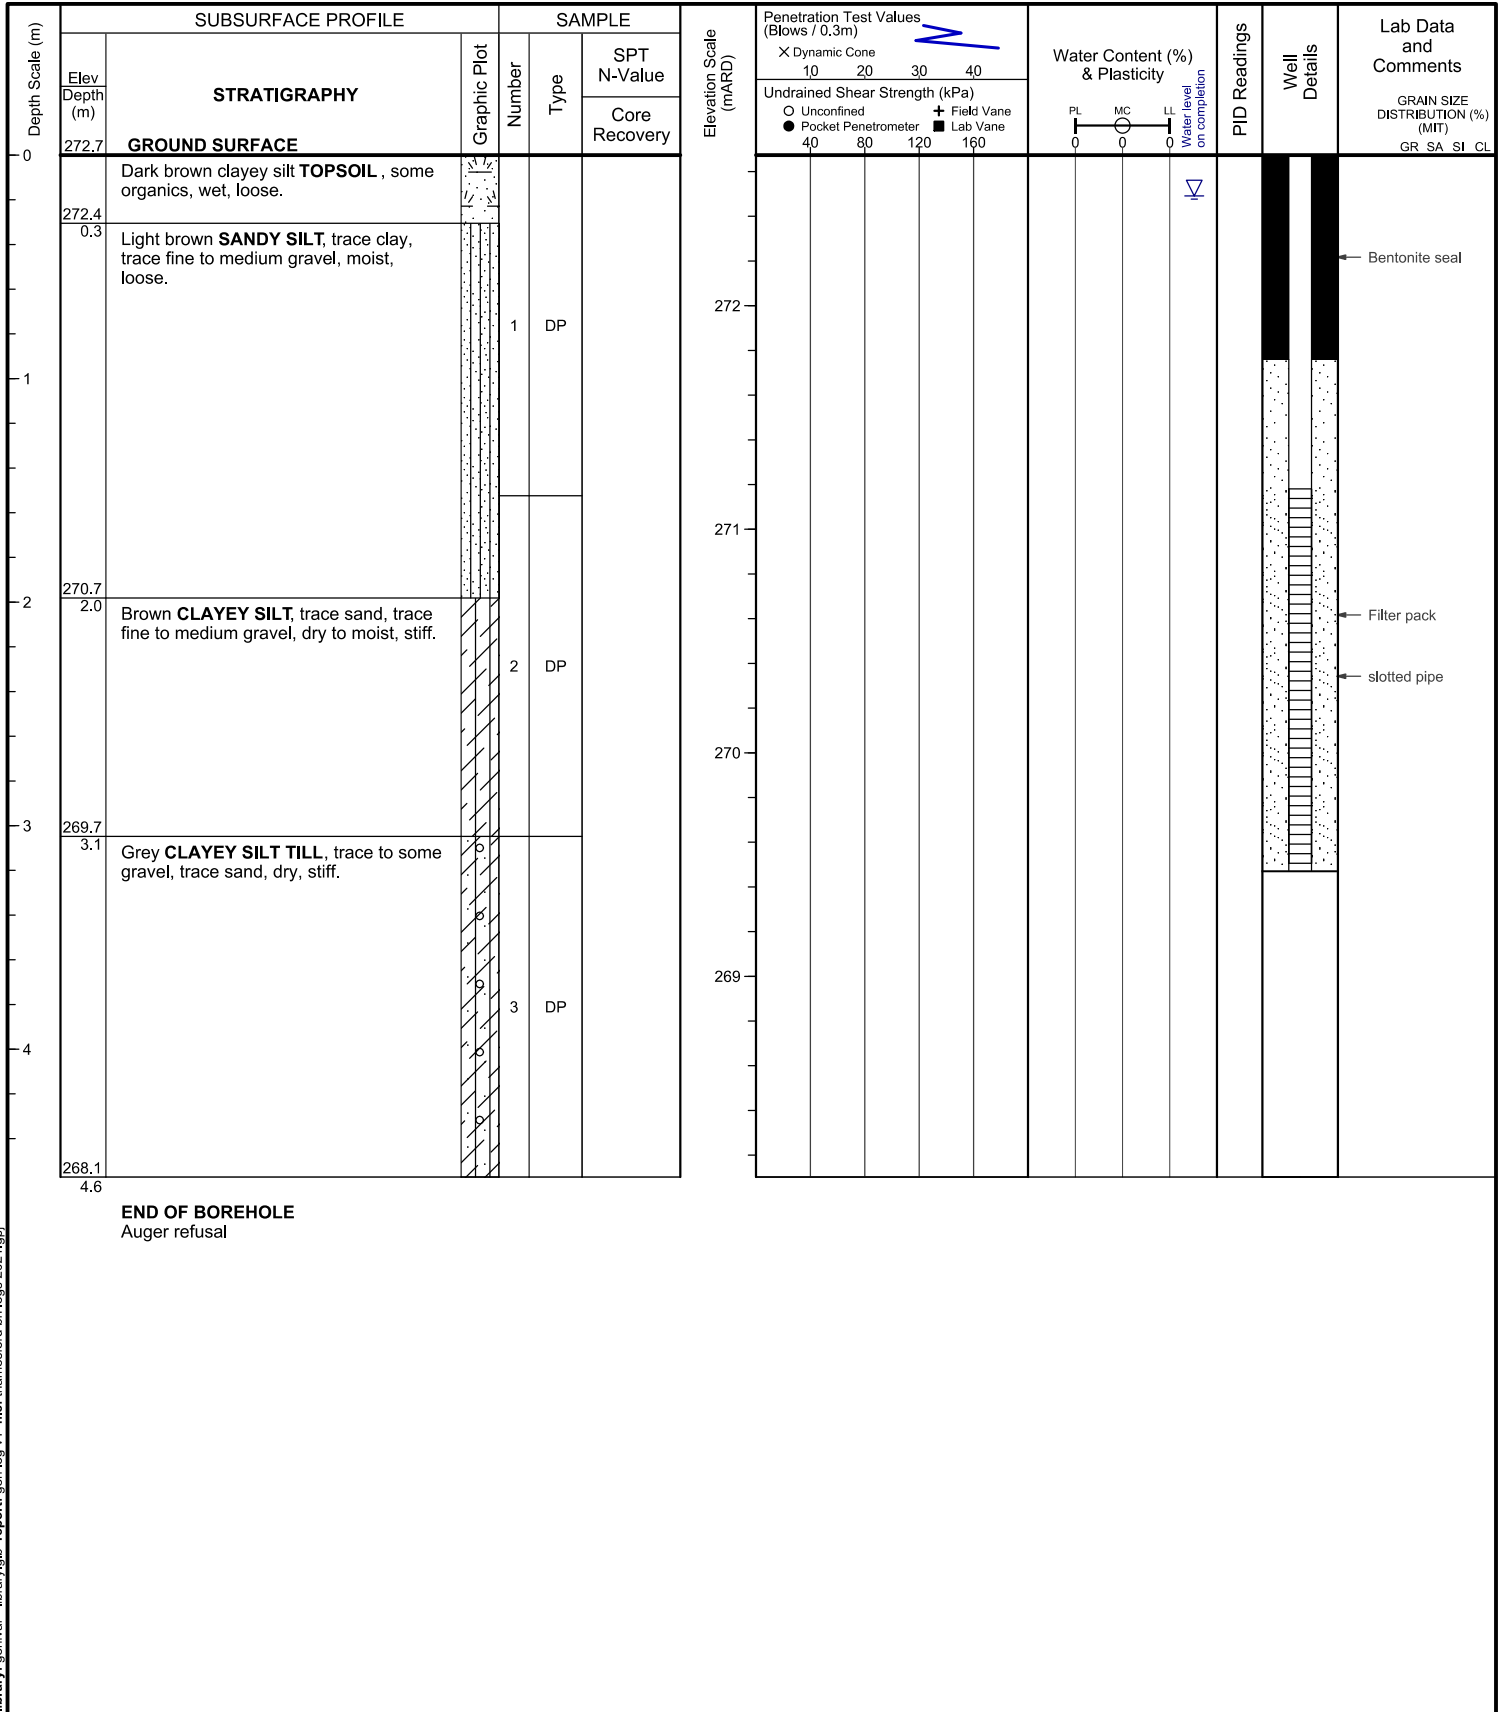 SUBSURFACE PROFILE
SAMPLE
Depth Scale (m)
Elev
Depth
(m)
STRATIGRAPHY
Graphic Plot
Number
Type
SPT
N-Value
Core
Recovery
272.7 GROUND SURFACE
Elevation Scale
(mARD)
Penetration Test Values
(Blows / 0.3m)
Dynamic Cone
10 20 30 40
Undrained Shear Strength (kPa)
Unconfined Field Vane
Pocket Penetrometer Lab Vane
40 80 120 160
Water Content (%)
& Plasticity
PL MC LL
0 0 0
Water level
on completion
PID Readings
Well
Details
Lab Data
and
Comments
GRAIN SIZE
DISTRIBUTION (%)
(MIT)
GR SA SI CL
0
1
2
3
4
Dark brown clayey silt TOPSOIL , some
organics, wet, loose.
272.4
0.3
Light brown SANDY SILT, trace clay,
trace fine to medium gravel, moist,
loose.
1 DP
270.7
2.0
Brown CLAYEY SILT, trace sand, trace
fine to medium gravel, dry to moist, stiff.
2 DP
269.7
3.1
Grey CLAYEY SILT TILL, trace to some
gravel, trace sand, dry, stiff.
3 DP
268.1
4.6
END OF BOREHOLE
Auger refusal
272
271
270
269
Bentonite seal
Filter pack
slotted pipe